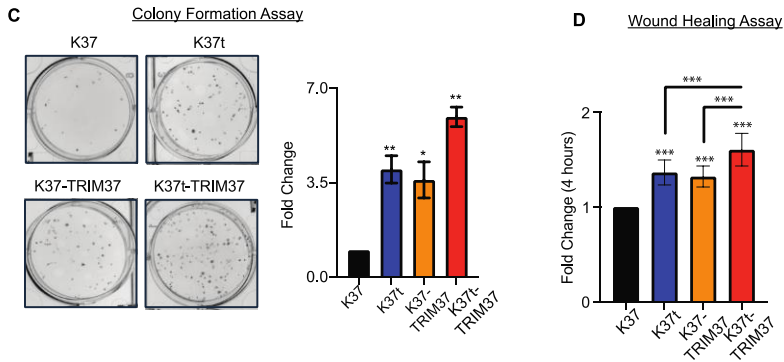 C
Colony Formation Assay
K37
K37t
K37-TRIM37
K37t-TRIM37
Fold Change
7.0
3.5
0.0
**
*
**
K37
K37t
K37-
TRIM37
K37t-
TRIM37
D
Wound Healing Assay
Fold Change (4 hours)
2
1
0
***
***
***
***
***
K37
K37t
K37-
TRIM37
K37t-
TRIM37